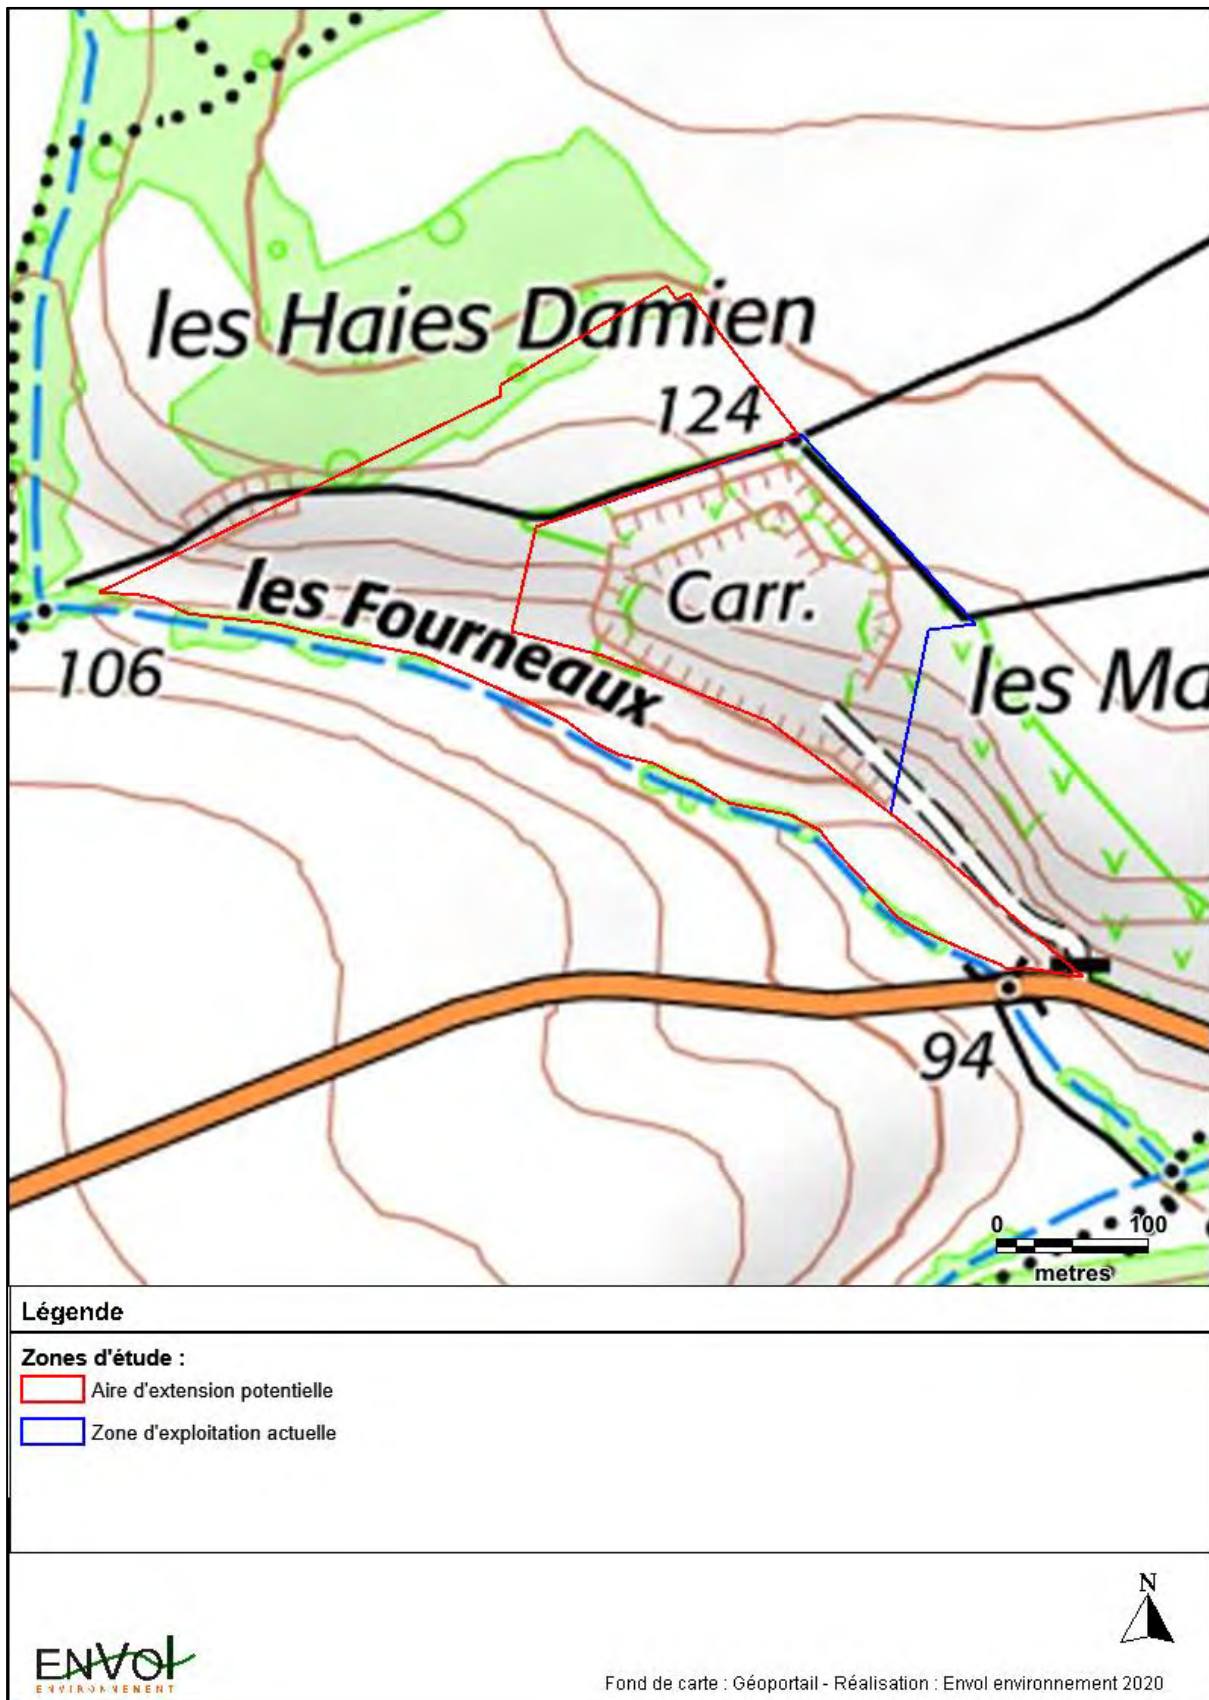 les Haies Damien
124
Carr.
les Fourneaux
les Ma
106
94
0 100
metres
Légende
Zones d'étude :
Aire d'extension potentielle
Zone d'exploitation actuelle
N
ENVOl
ENVIRONNEMENT
Fond de carte : Géoportail - Réalisation : Envol environnement 2020